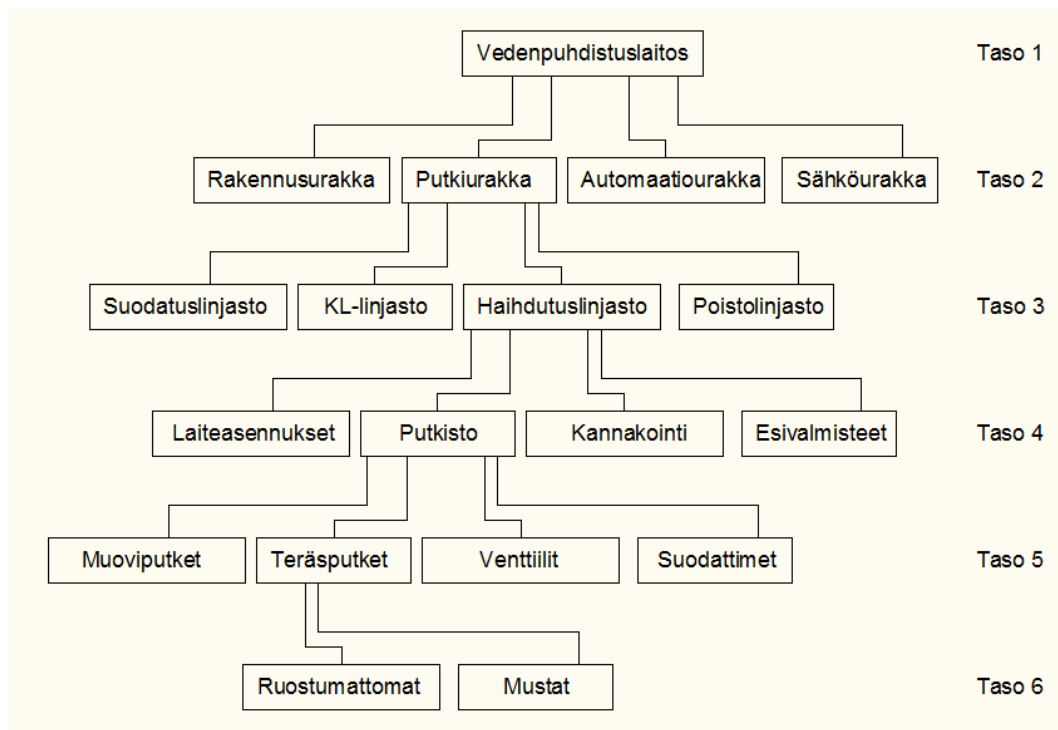 Vedenpuhdistuslaitos Taso 1
Rakennusurakka Putkiurakka Automaatiourakka Sähköurakka Taso 2
Suodatuslinjasto KL-linjasto Haihdutuslinjasto Poistolinjasto Taso 3
Laiteasennukset Putkisto Kannakointi Esivalmisteet Taso 4
Muoviputket Teräsputket Venttiilit Suodattimet Taso 5
Ruostumattomat Mustat Taso 6